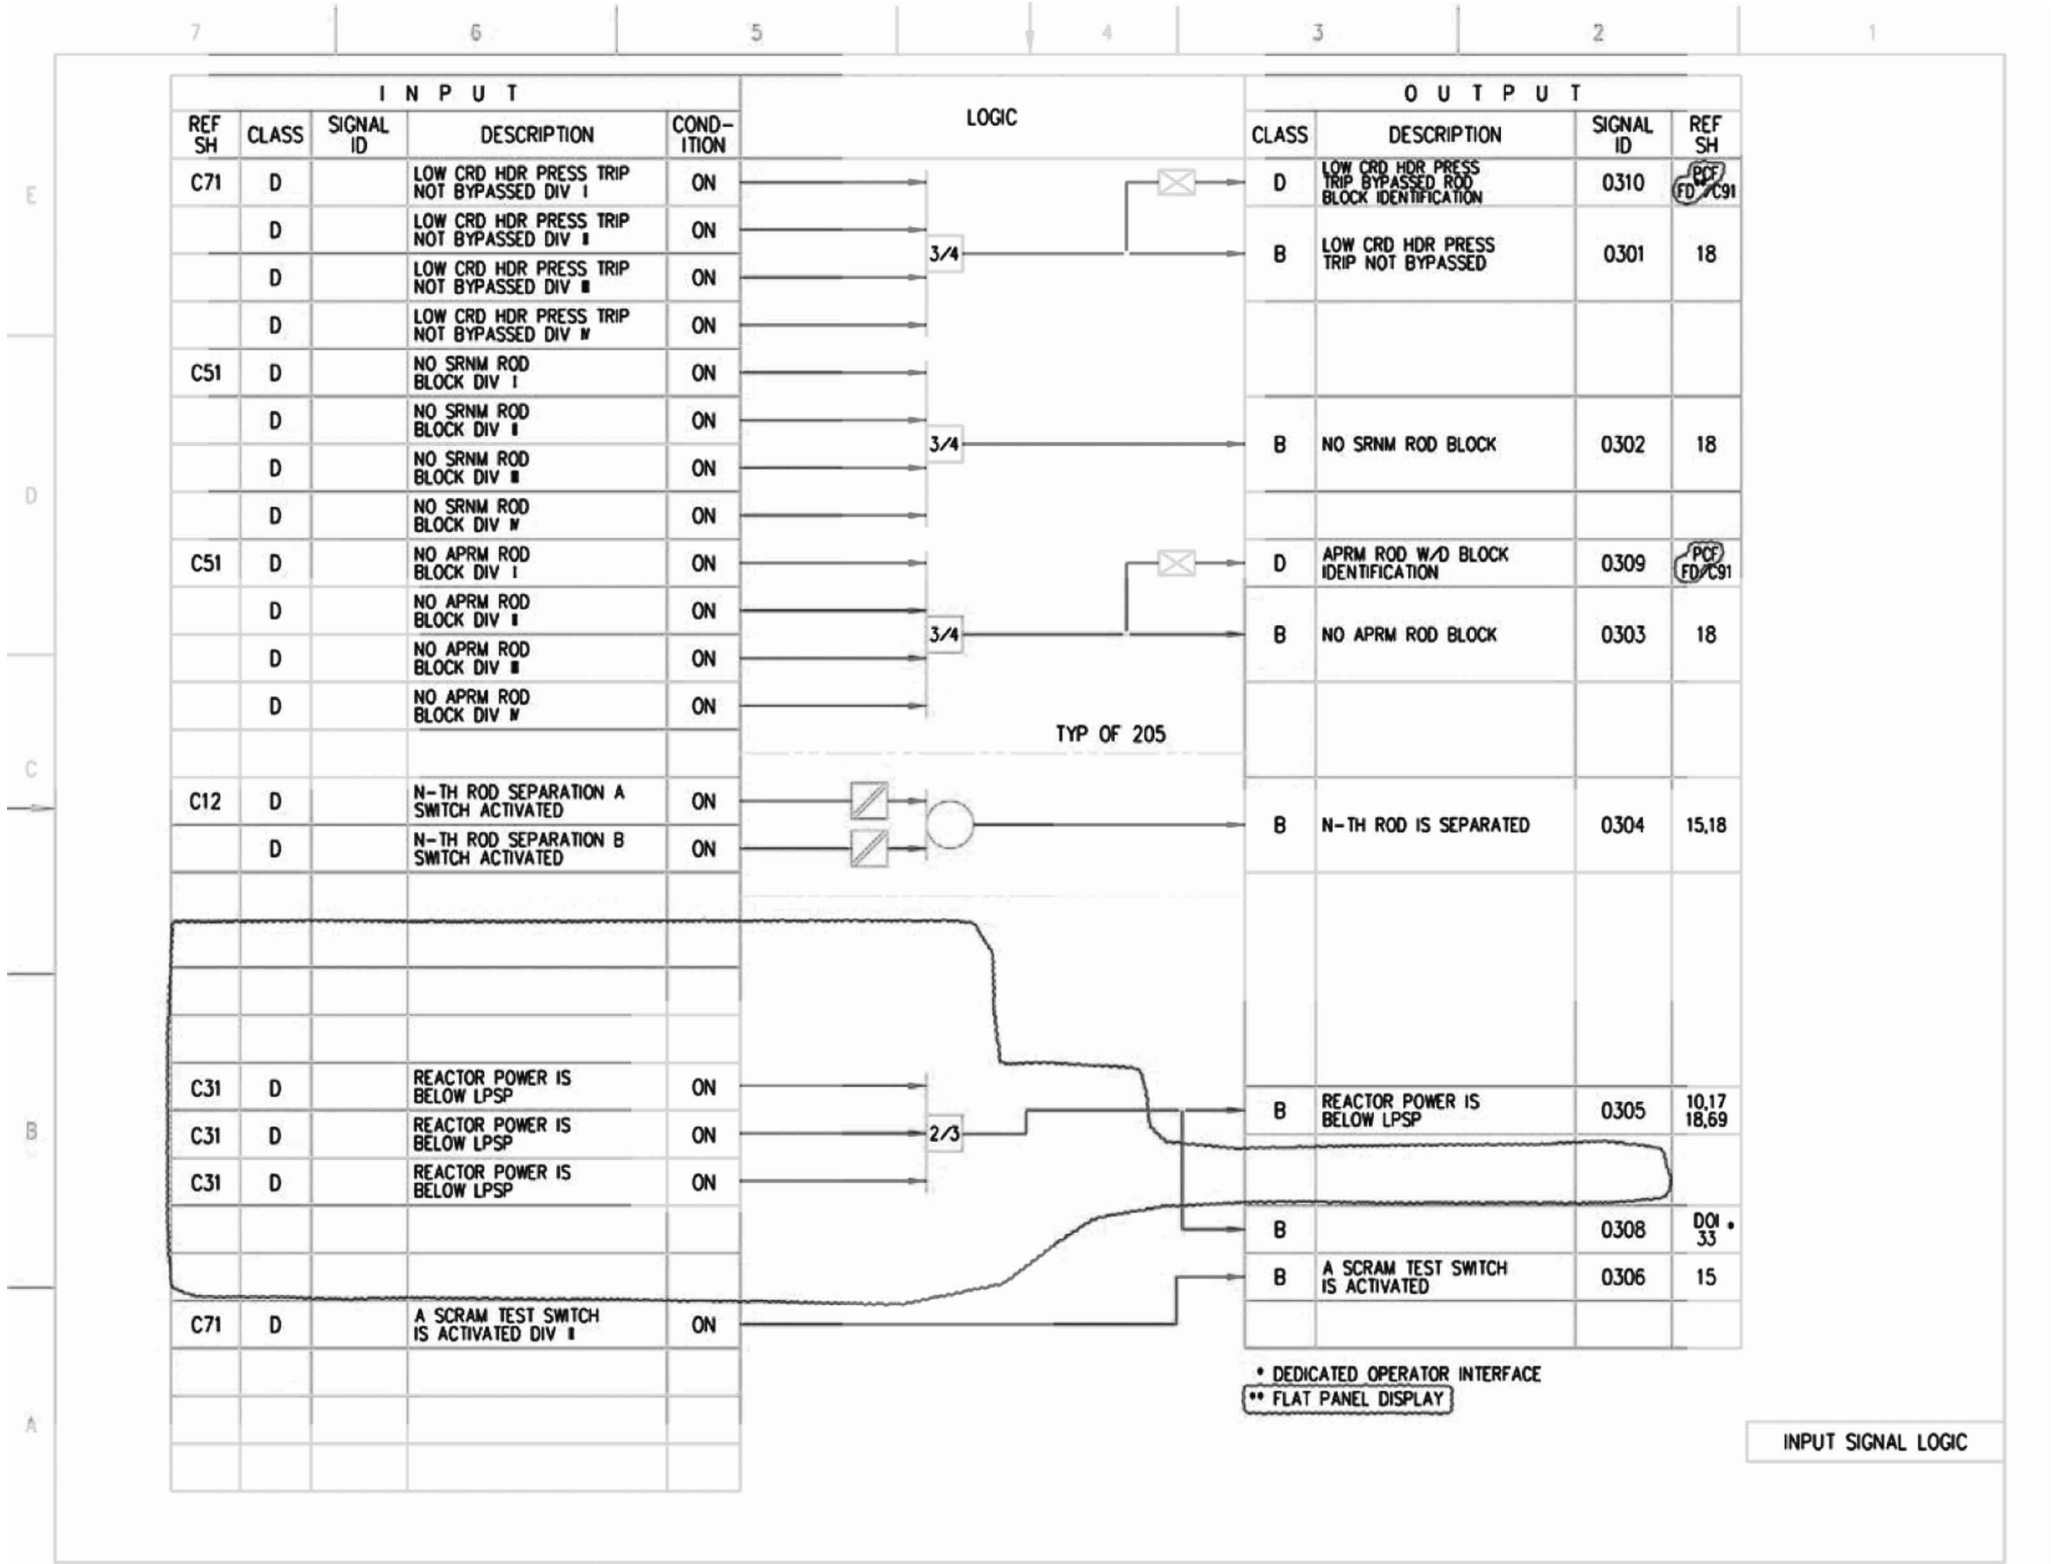 7 6 5 4 3 2 1
INPUT
LOGIC
OUTPUT
REF SH CLASS SIGNAL ID DESCRIPTION COND-ITION
CLASS DESCRIPTION SIGNAL ID REF SH
E
C71 D LOW CRD HDR PRESS TRIP
NOT BYPASSED DIV I ON
D LOW CRD HDR PRESS TRIP
NOT BYPASSED DIV II ON
D LOW CRD HDR PRESS TRIP
NOT BYPASSED DIV III ON
D LOW CRD HDR PRESS TRIP
NOT BYPASSED DIV IV ON
3/4
D LOW CRD HDR PRESS
TRIP BYPASSED ROD
BLOCK IDENTIFICATION 0310 PCF
FD**/C91
B LOW CRD HDR PRESS
TRIP NOT BYPASSED 0301 18
D
C51 D NO SRNM ROD
BLOCK DIV I ON
D NO SRNM ROD
BLOCK DIV II ON
D NO SRNM ROD
BLOCK DIV III ON
D NO SRNM ROD
BLOCK DIV IV ON
3/4
B NO SRNM ROD BLOCK 0302 18
C51 D NO APRM ROD
BLOCK DIV I ON
D NO APRM ROD
BLOCK DIV II ON
D NO APRM ROD
BLOCK DIV III ON
D NO APRM ROD
BLOCK DIV IV ON
3/4
D APRM ROD W/D BLOCK
IDENTIFICATION 0309 PCF
FD/C91
B NO APRM ROD BLOCK 0303 18
TYP OF 205
C
C12 D N-TH ROD SEPARATION A
SWITCH ACTIVATED ON
D N-TH ROD SEPARATION B
SWITCH ACTIVATED ON
B N-TH ROD IS SEPARATED 0304 15,18
B
C31 D REACTOR POWER IS
BELOW LPSP ON
C31 D REACTOR POWER IS
BELOW LPSP ON
C31 D REACTOR POWER IS
BELOW LPSP ON
2/3
B REACTOR POWER IS
BELOW LPSP 0305 10,17
18,69
B 0308 DOI *
33
B A SCRAM TEST SWITCH
IS ACTIVATED 0306 15
C71 D A SCRAM TEST SWITCH
IS ACTIVATED DIV II ON
* DEDICATED OPERATOR INTERFACE
** FLAT PANEL DISPLAY
A
INPUT SIGNAL LOGIC